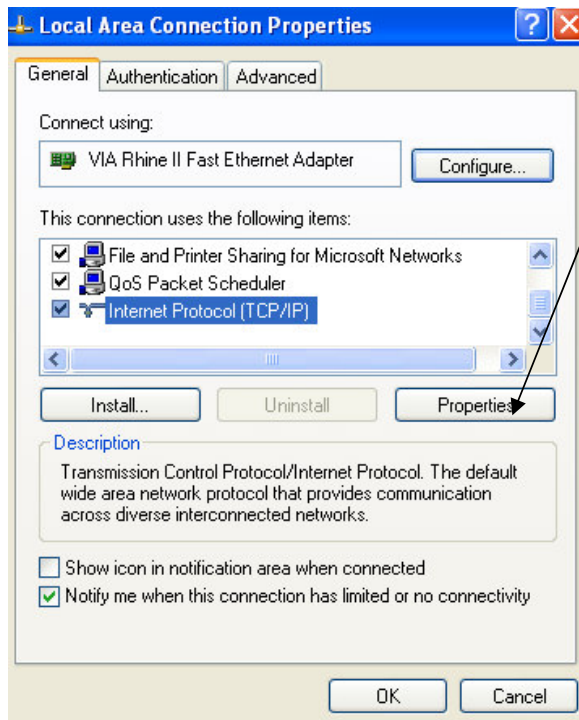 Local Area Connection Properties
General Authentication Advanced
Connect using:
VIA Rhine II Fast Ethernet Adapter Configure...
This connection uses the following items:
File and Printer Sharing for Microsoft Networks
QoS Packet Scheduler
Internet Protocol (TCP/IP)
Install... Uninstall Properties
Description
Transmission Control Protocol/Internet Protocol. The default
wide area network protocol that provides communication
across diverse interconnected networks.
Show icon in notification area when connected
Notify me when this connection has limited or no connectivity
OK Cancel